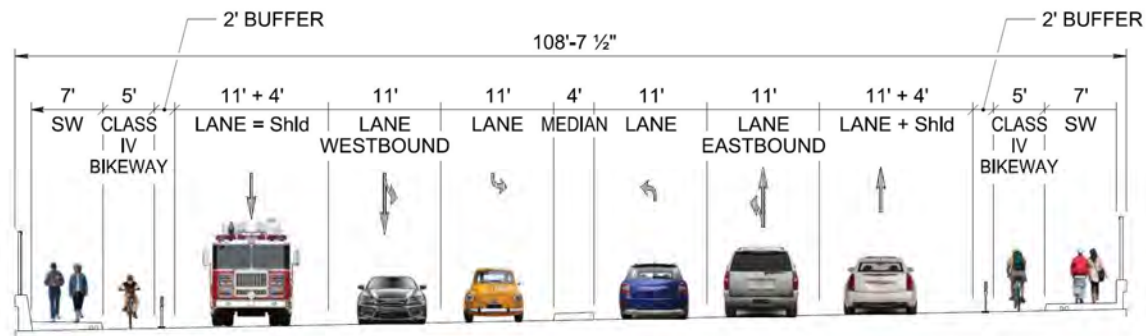 2' BUFFER
2' BUFFER
108'-7 ½"
7' 5' 11' + 4' 11' 11' 4' 11' 11' 11' + 4' 5' 7'
SW CLASS LANE = Shld LANE LANE MEDIAN LANE LANE LANE + Shld CLASS SW
IV WESTBOUND EASTBOUND IV
BIKEWAY BIKEWAY